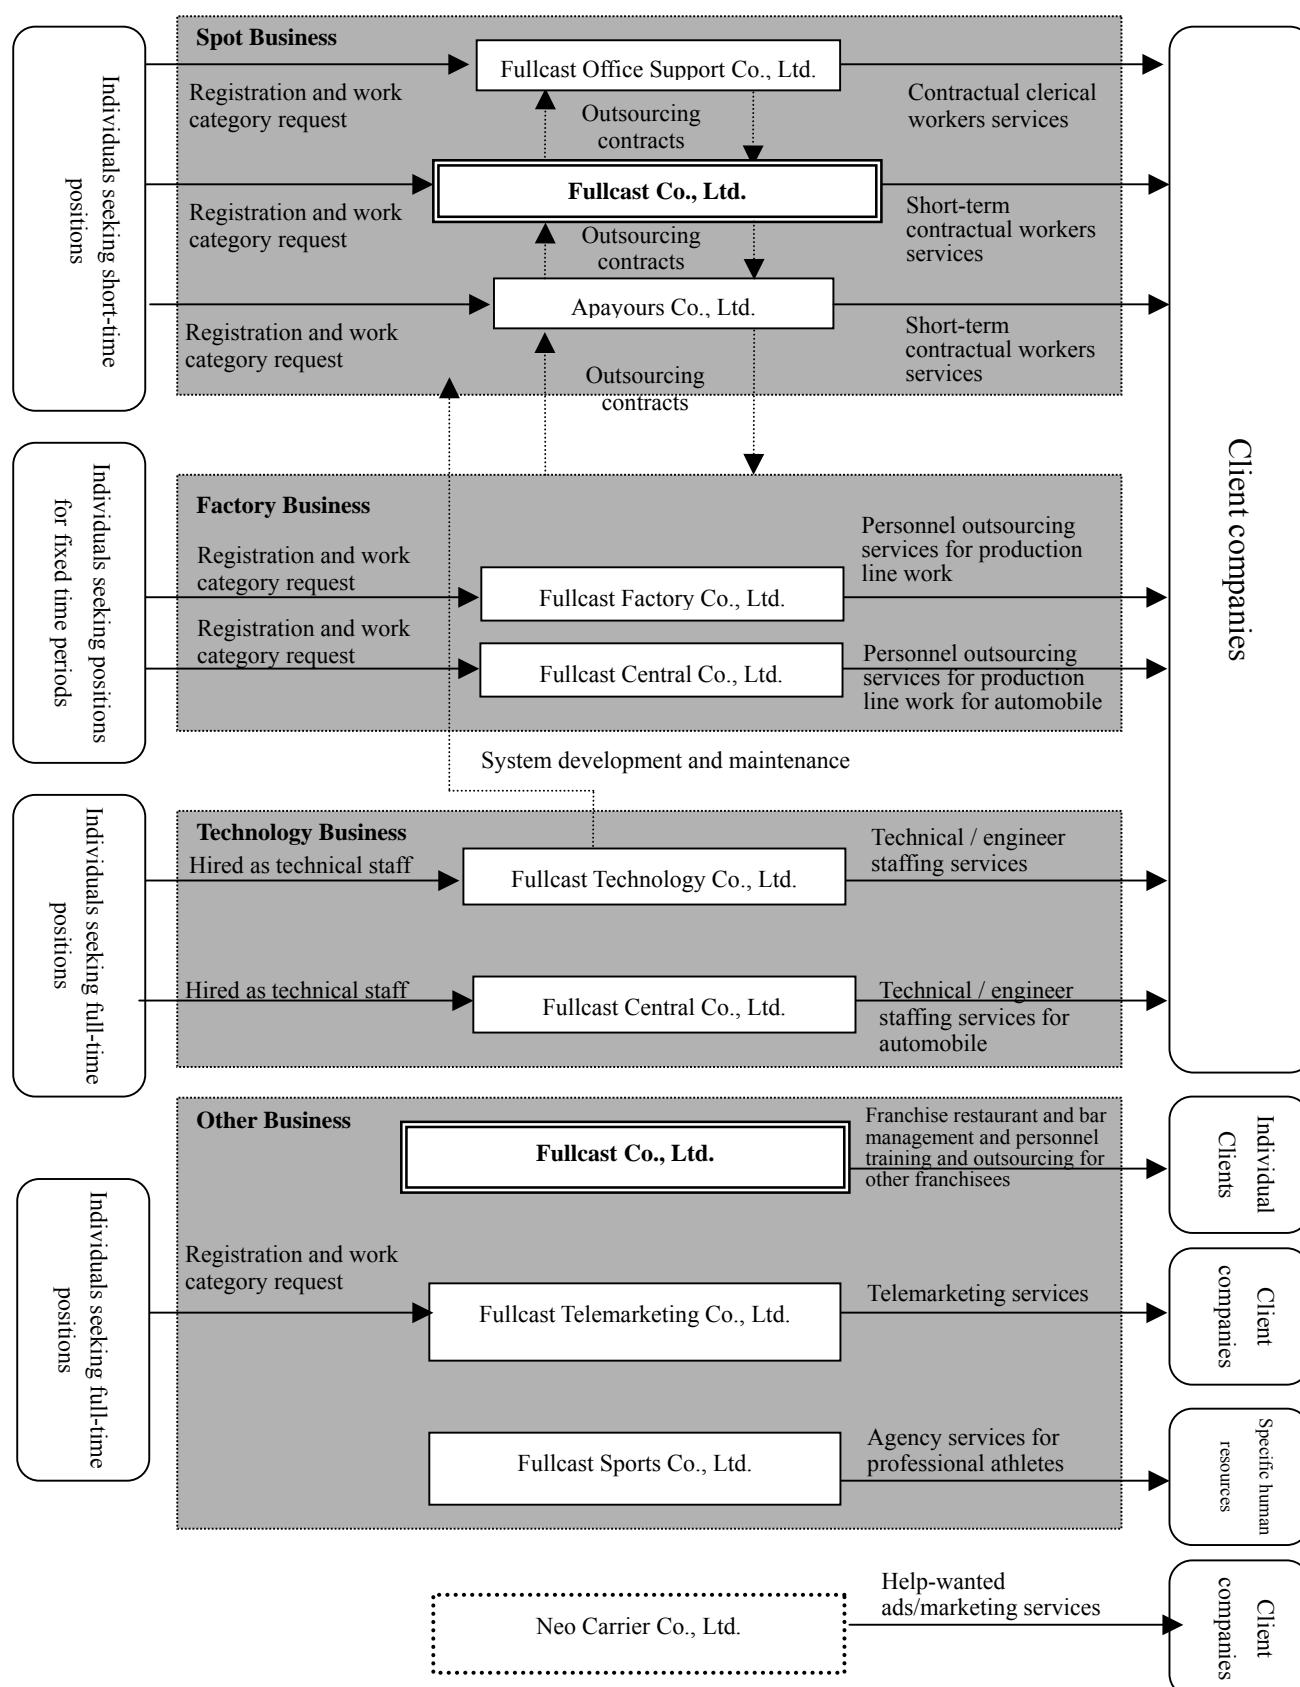 Individuals seeking short-time
positions
Spot Business
Fullcast Office Support Co., Ltd.
Registration and work
category request
Outsourcing
contracts
Contractual clerical
workers services
Fullcast Co., Ltd.
Registration and work
category request
Outsourcing
contracts
Short-term
contractual workers
services
Apayours Co., Ltd.
Registration and work
category request
Short-term
contractual workers
services
Outsourcing
contracts
Client companies
Individuals seeking positions
for fixed time periods
Factory Business
Registration and work
category request
Fullcast Factory Co., Ltd.
Personnel outsourcing
services for production
line work
Registration and work
category request
Fullcast Central Co., Ltd.
Personnel outsourcing
services for production
line work for automobile
System development and maintenance
Individuals seeking full-time
positions
Technology Business
Hired as technical staff
Fullcast Technology Co., Ltd.
Technical / engineer
staffing services
Hired as technical staff
Fullcast Central Co., Ltd.
Technical / engineer
staffing services for
automobile
Other Business
Fullcast Co., Ltd.
Franchise restaurant and bar
management and personnel
training and outsourcing for
other franchisees
Individual
Clients
Individuals seeking full-time
positions
Registration and work
category request
Fullcast Telemarketing Co., Ltd.
Telemarketing services
Client
companies
Fullcast Sports Co., Ltd.
Agency services for
professional athletes
Specific human
resources
Neo Carrier Co., Ltd.
Help-wanted
ads/marketing services
Client
companies